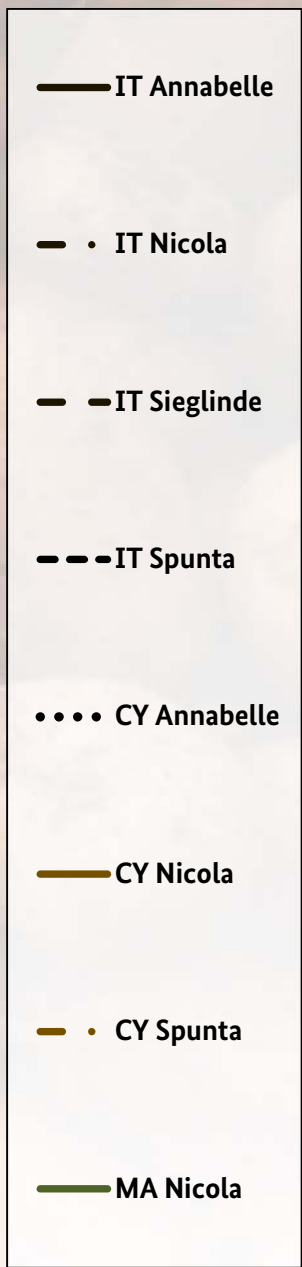 IT Annabelle
IT Nicola
IT Sieglinde
IT Spunta
CY Annabelle
CY Nicola
CY Spunta
MA Nicola